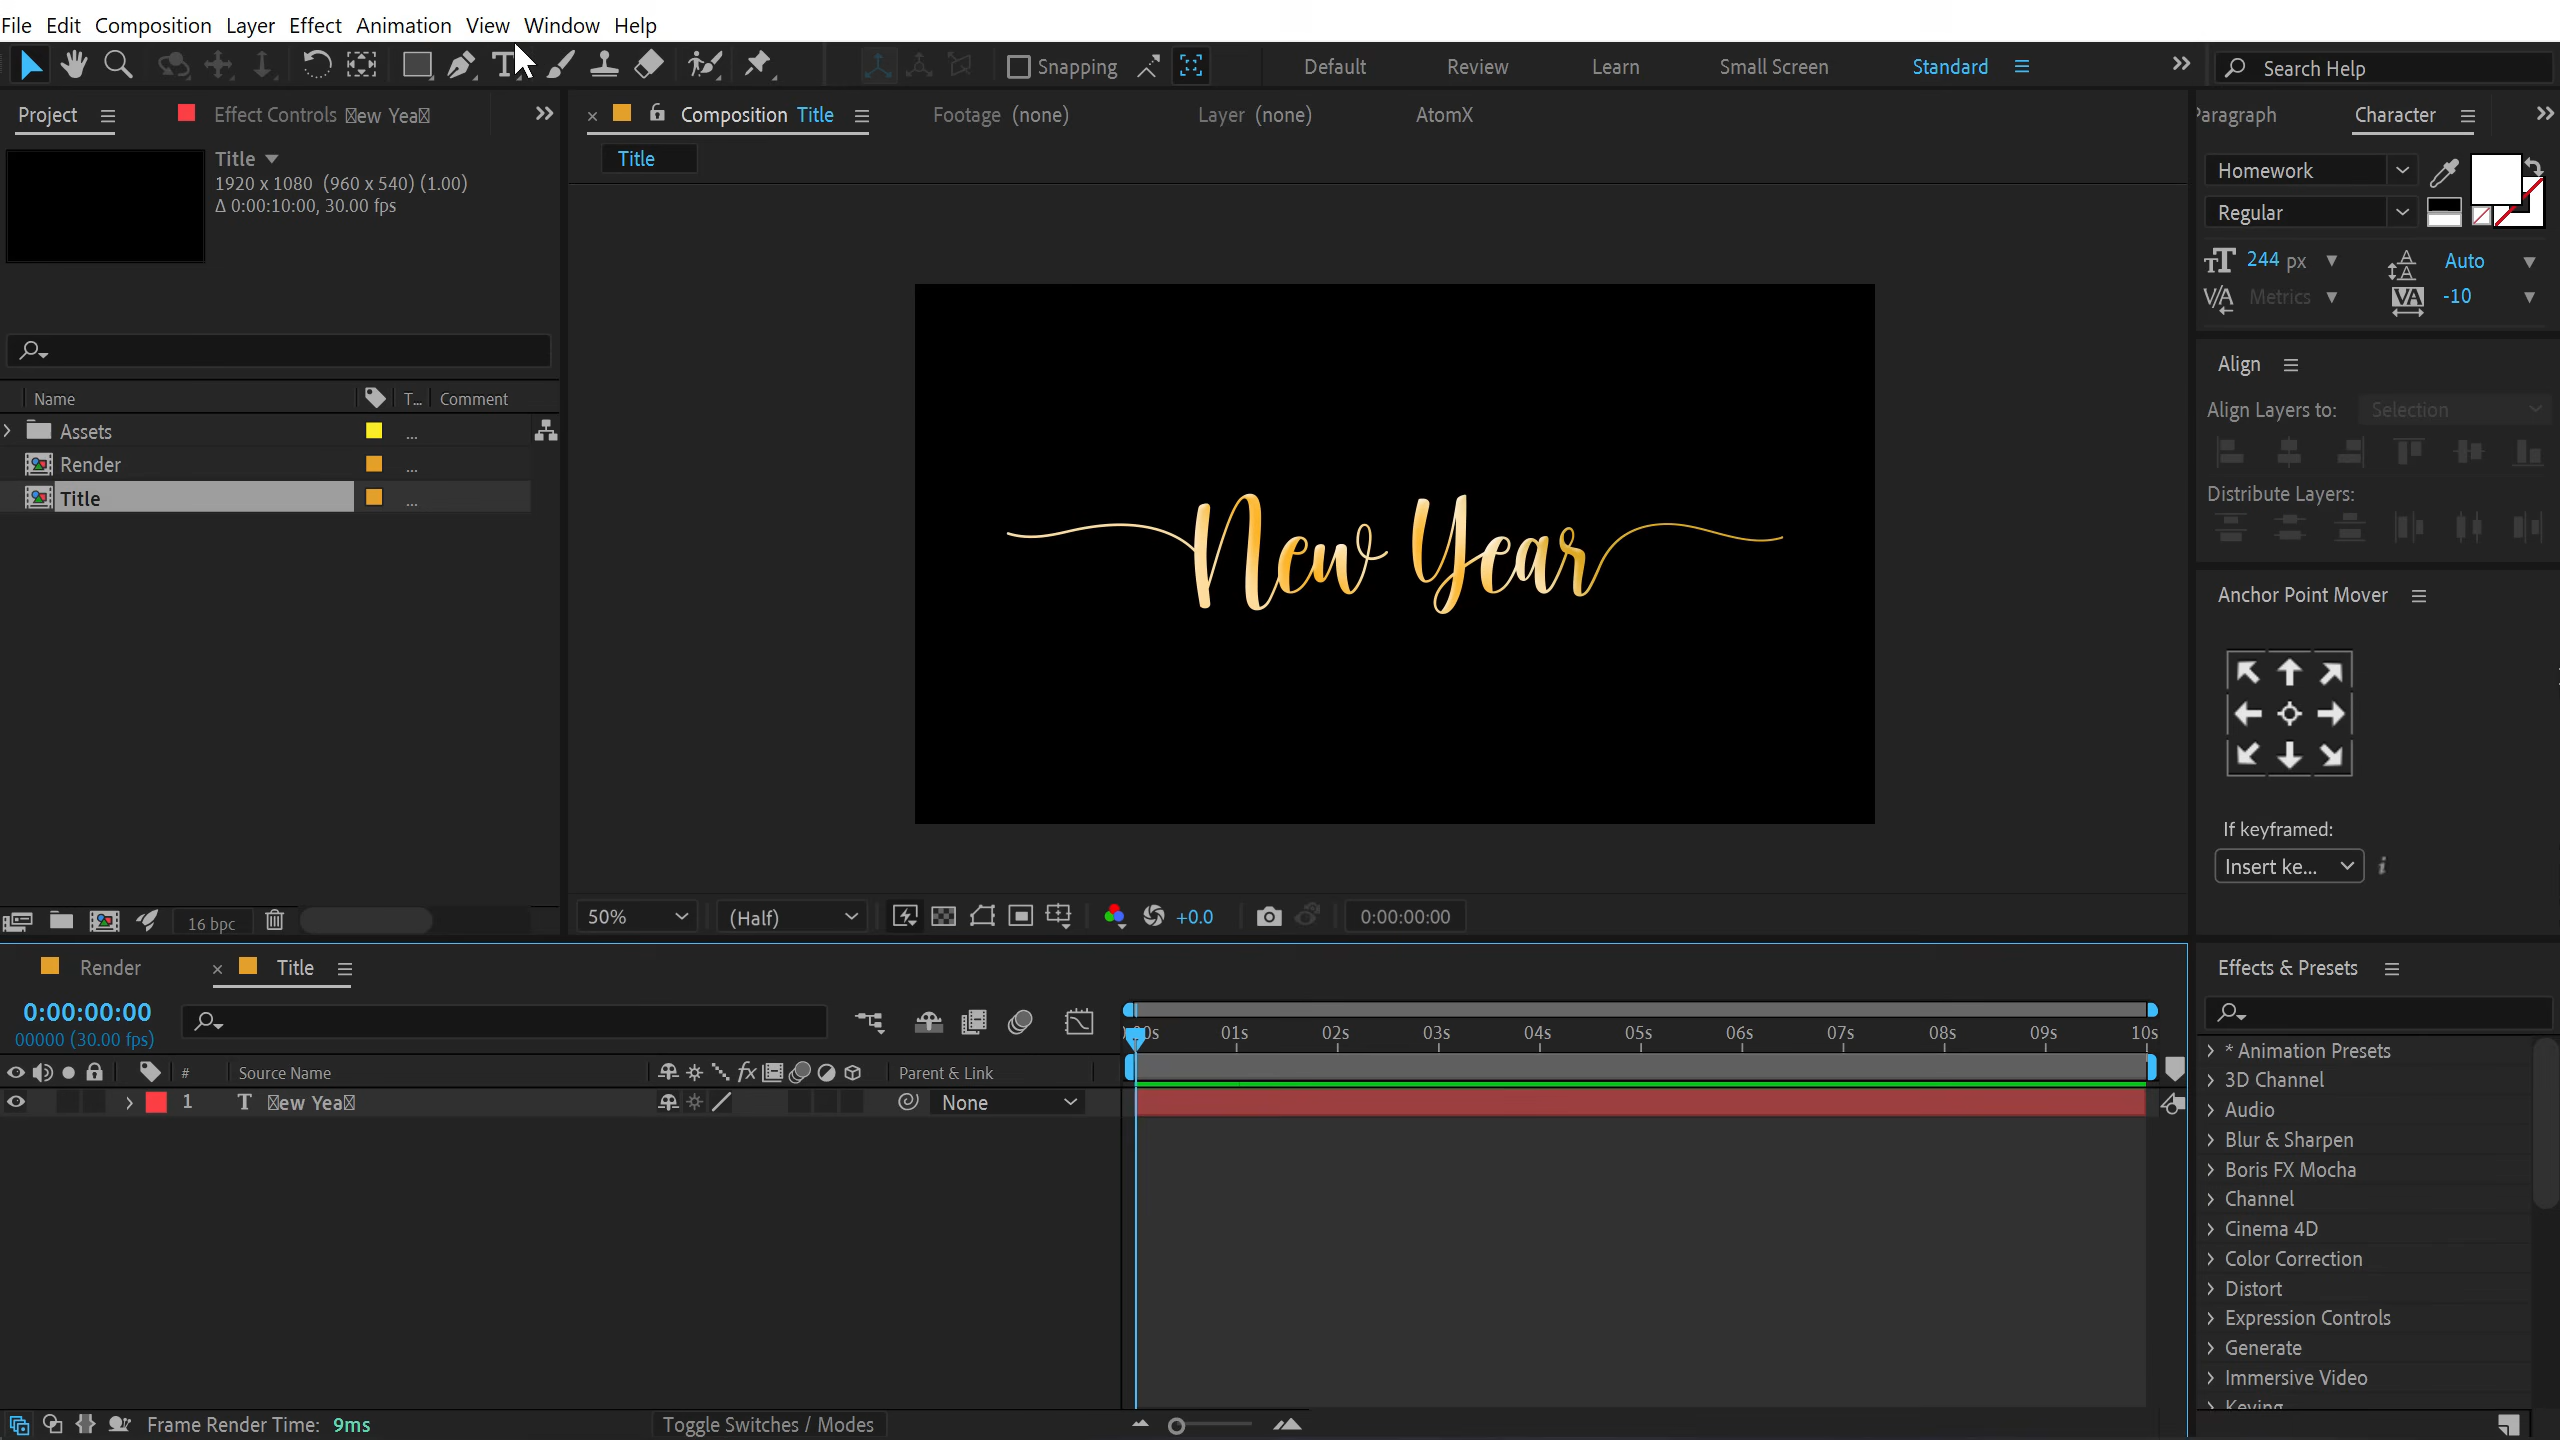 File Edit Composition Layer Effect Animation View Window Help
Snapping Default Review Learn Small Screen Standard Search Help
Project Effect Controls ew Yea
Composition Title Footage (none) Layer (none) AtomX
Paragraph Character
Title
1920 x 1080 (960 x 540) (1.00)
Δ 0:00:10:00, 30.00 fps
Title
Homework
Regular
244 px Auto
Metrics -10
Align
Align Layers to: Selection
Distribute Layers:
Name T... Comment
Assets ...
Render ...
Title ...
New Year
Anchor Point Mover
If keyframed:
Insert ke...
16 bpc
50% (Half) +0.0 0:00:00:00
Render Title
0:00:00:00
00000 (30.00 fps)
01s 02s 03s 04s 05s 06s 07s 08s 09s 10s
# Source Name fx Parent & Link
1 T ew Yea None
Effects & Presets
* Animation Presets
3D Channel
Audio
Blur & Sharpen
Boris FX Mocha
Channel
Cinema 4D
Color Correction
Distort
Expression Controls
Generate
Immersive Video
Keying
Frame Render Time: 9ms
Toggle Switches / Modes